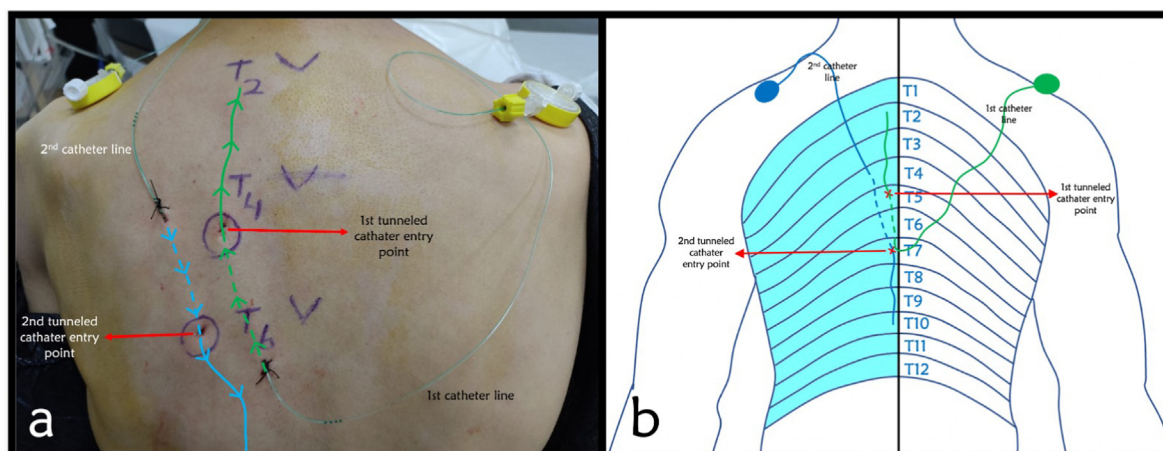 T2 V
2nd catheter line
T4 V
1st tunneled
cathater entry
point
2nd tunneled
cathater entry
point
T6 V
1st catheter line
a
2nd catheter
line
1st catheter
line
T1
T2
T3
T4
T5
T6
T7
T8
T9
T10
T11
T12
1st tunneled
cathater entry
point
2nd tunneled
cathater entry
point
b